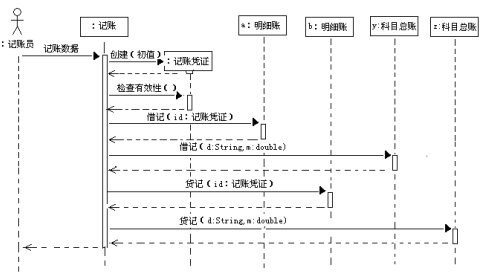 a: 明细账
b: 明细账
y:科目总账
z:科目总账
: 记账
: 记账员
记账数据
创建(初值)
: 记账凭证
检查有效性()
借记(id: 记账凭证)
借记(d:String,m:double)
贷记(id: 记账凭证)
贷记(d:String,m:double)